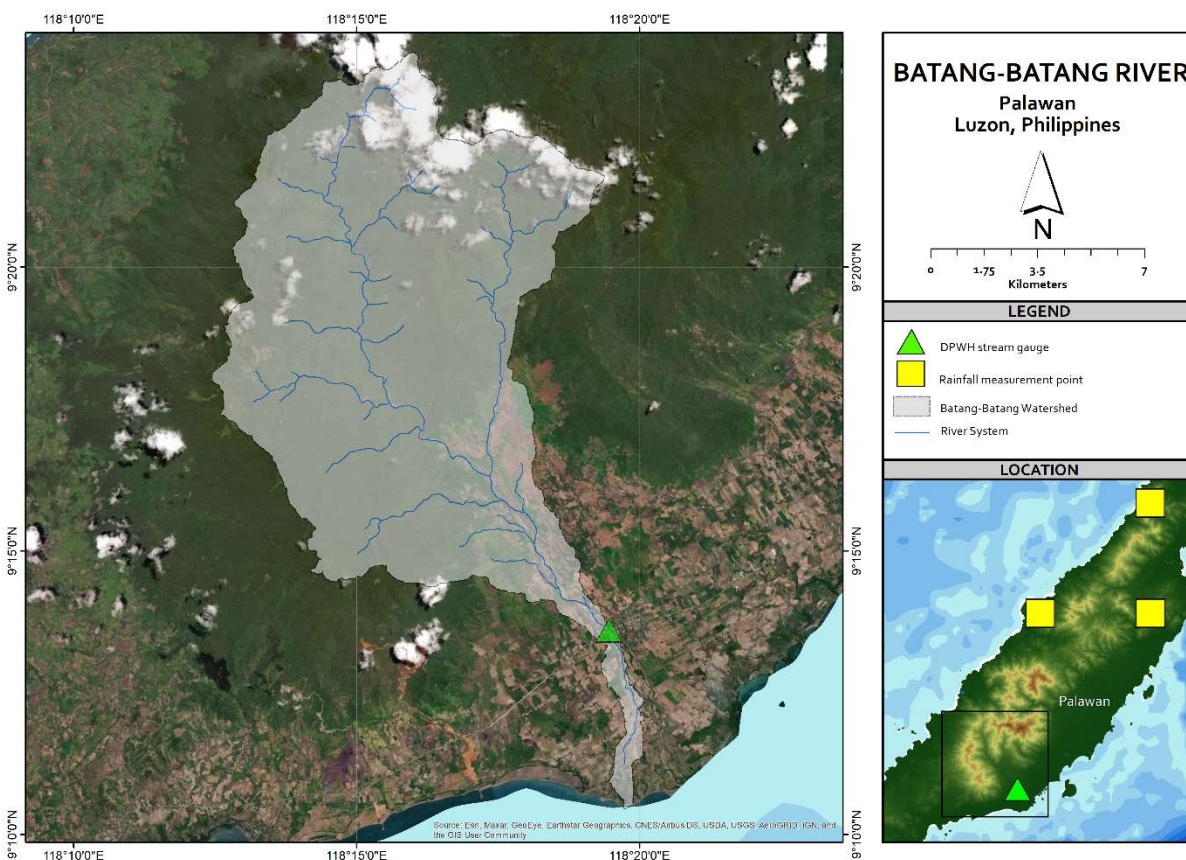 118°10'0"E
118°15'0"E
118°20'0"E
9°20'0"N
9°15'0"N
9°10'0"N
9°20'0"N
9°15'0"N
9°10'0"N
118°10'0"E
118°15'0"E
118°20'0"E
Source: Esri, Maxar, GeoEye, Earthstar Geographics, CNES/Airbus DS, USDA, USGS, AeroGRID, IGN, and
the GIS User Community
BATANG-BATANG RIVER
Palawan
Luzon, Philippines
N
0 1.75 3.5 7
Kilometers
LEGEND
DPWH stream gauge
Rainfall measurement point
Batang-Batang Watershed
River System
LOCATION
Palawan